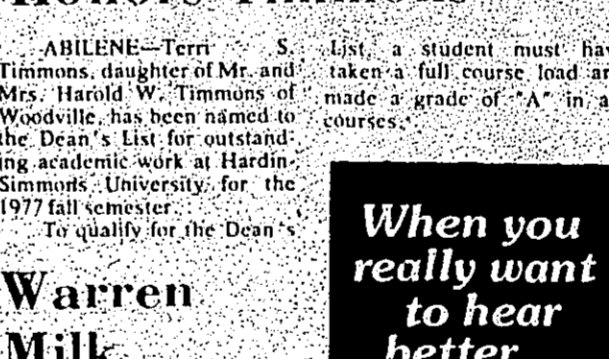 ABILENE—Terri S.
Timmons, daughter of Mr. and
Mrs. Harold W. Timmons of
Woodville, has been named to
the Dean's List for outstand-
ing academic work at Hardin-
Simmons University for the
1977 fall semester.
To qualify for the Dean's
List a student must
taken a full course load
made a grade of "A" in
courses.
Warren
Milk
When you
really want
to hear
better